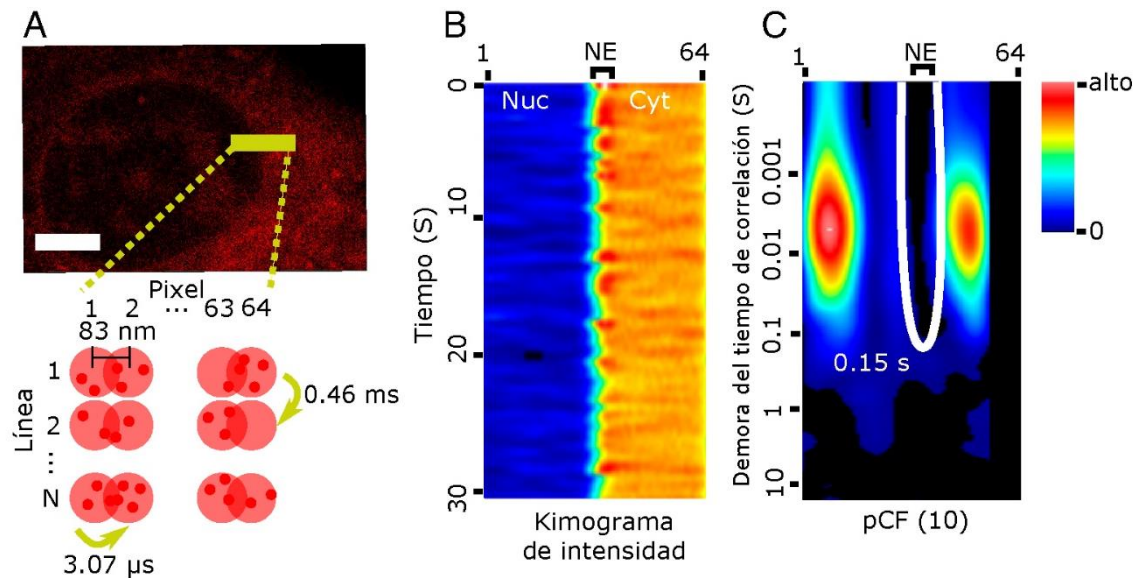 A
Pixel
1 2 ... 63 64
83 nm
Línea
1
2
...
N
0.46 ms
3.07 µs
B
1 NE 64
Nuc Cyt
Tiempo (S)
0
10
20
30
Kimograma
de intensidad
C
1 NE 64
Demora del tiempo de correlación (S)
0.001
0.01
0.1
1
10
0.15 s
pCF (10)
alto
0